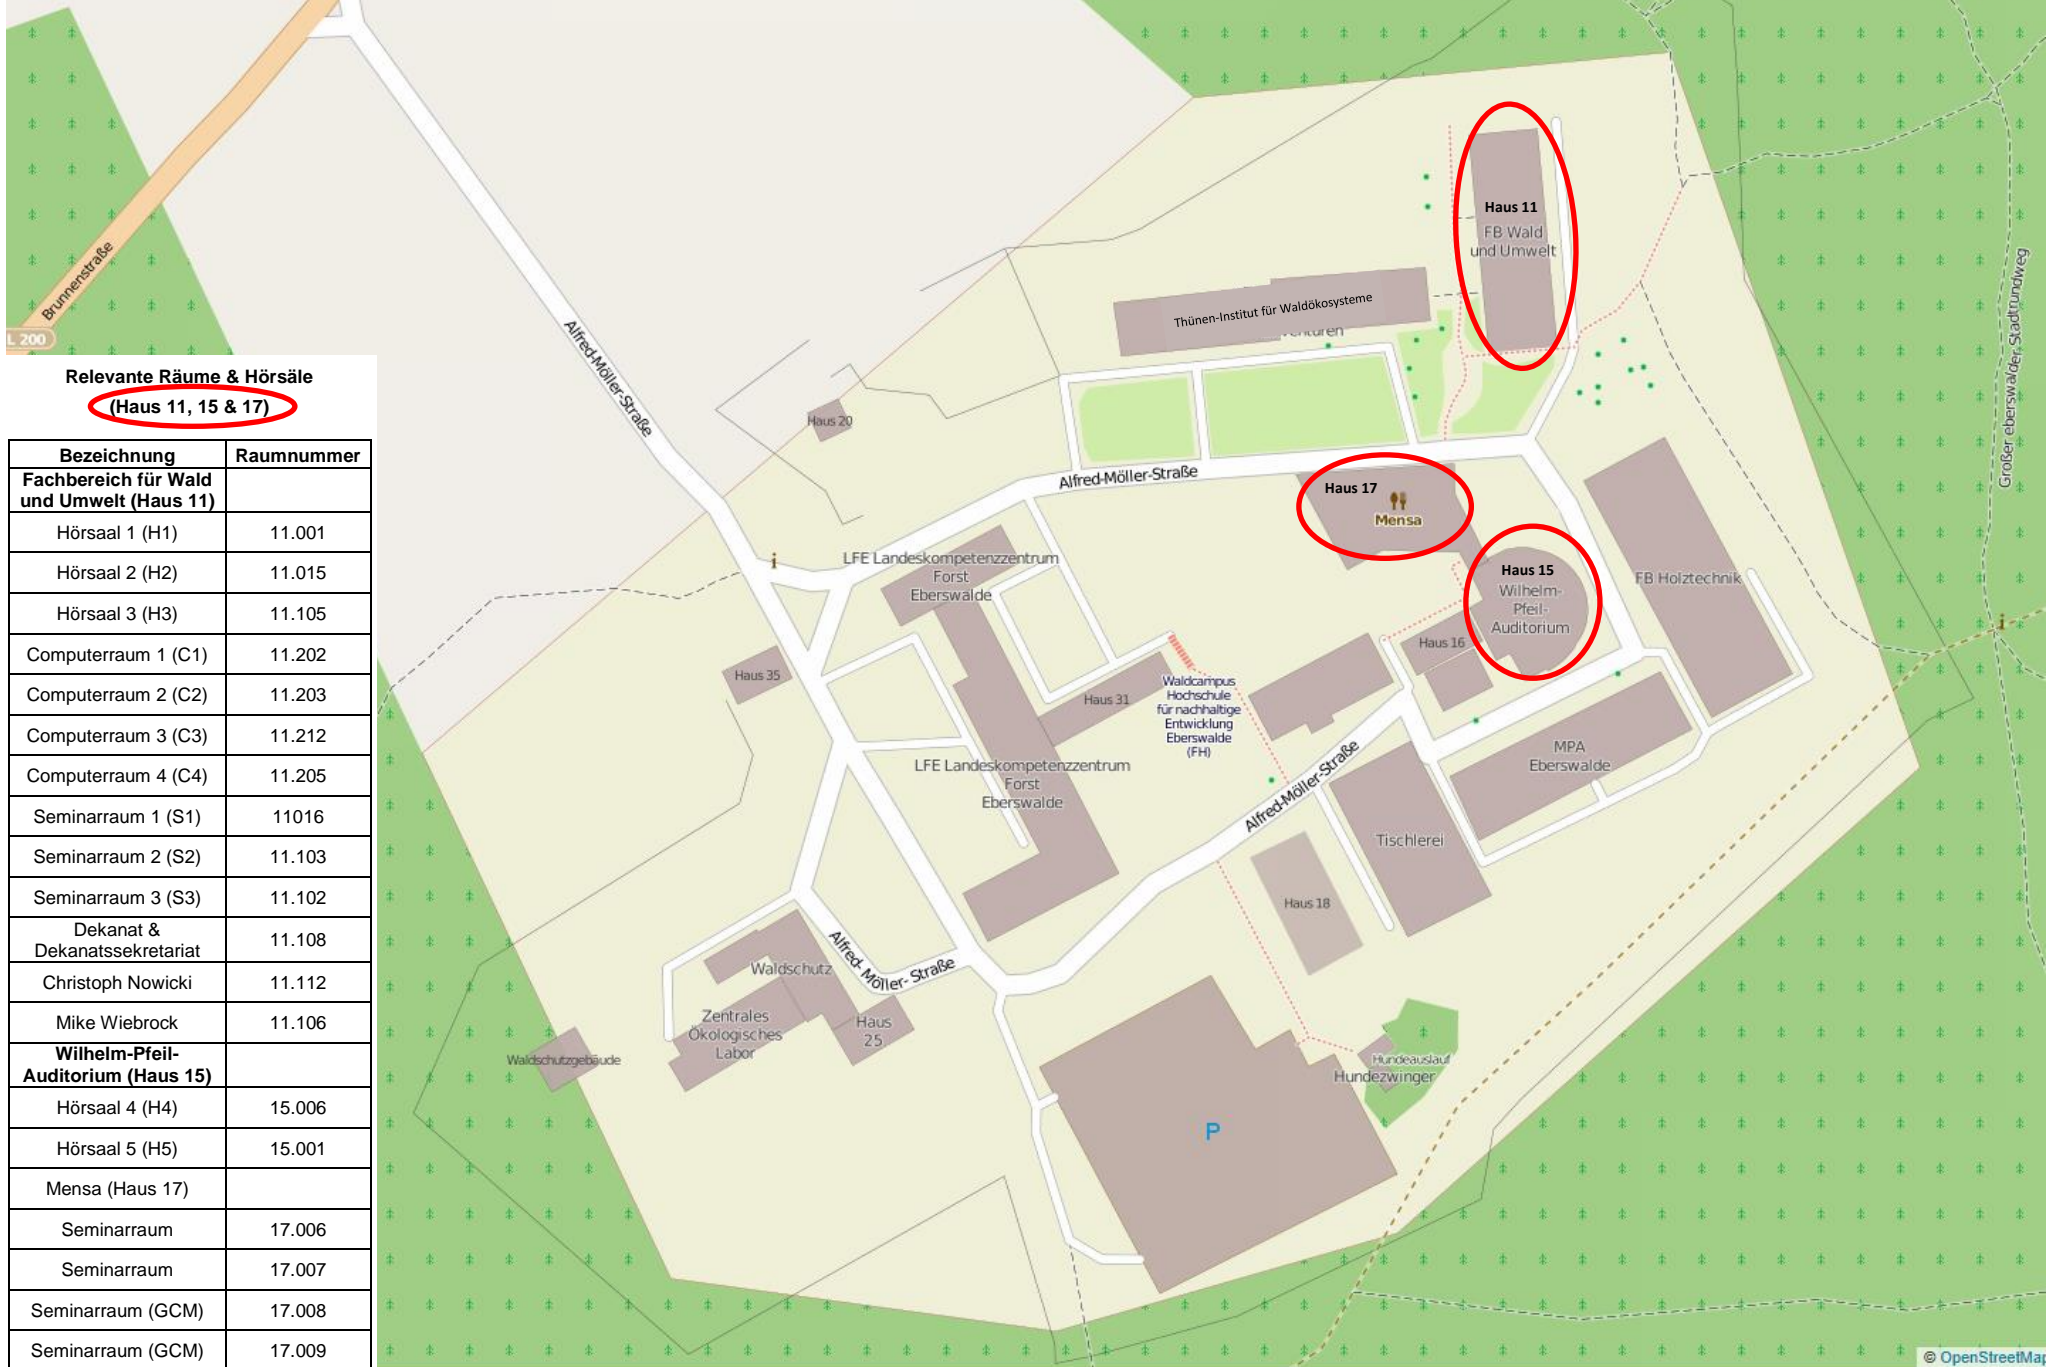 Brunnenstraße
L 200
Relevante Räume & Hörsäle
(Haus 11, 15 & 17)
Bezeichnung Raumnummer
Fachbereich für Wald
und Umwelt (Haus 11)
Hörsaal 1 (H1) 11.001
Hörsaal 2 (H2) 11.015
Hörsaal 3 (H3) 11.105
Computerraum 1 (C1) 11.202
Computerraum 2 (C2) 11.203
Computerraum 3 (C3) 11.212
Computerraum 4 (C4) 11.205
Seminarraum 1 (S1) 11016
Seminarraum 2 (S2) 11.103
Seminarraum 3 (S3) 11.102
Dekanat &
Dekanatssekretariat 11.108
Christoph Nowicki 11.112
Mike Wiebrock 11.106
Wilhelm-Pfeil-
Auditorium (Haus 15)
Hörsaal 4 (H4) 15.006
Hörsaal 5 (H5) 15.001
Mensa (Haus 17)
Seminarraum 17.006
Seminarraum 17.007
Seminarraum (GCM) 17.008
Seminarraum (GCM) 17.009
Alfred-Möller-Straße
Haus 11
FB Wald
und Umwelt
Thünen-Institut für Waldökosysteme
Großer eberswalder Stadtrundweg
Haus 20
Alfred-Möller-Straße
Haus 17
Mensa
i
LFE Landeskompetenzzentrum
Forst
Eberswalde
Haus 15
Wilhelm-
Pfeil-
Auditorium
FB Holztechnik
i
Haus 16
Haus 35
Haus 31
Waldcampus
Hochschule
für nachhaltige
Entwicklung
Eberswalde
(FH)
LFE Landeskompetenzzentrum
Forst
Eberswalde
MPA
Eberswalde
Alfred-Möller-Straße
Tischlerei
Haus 18
Alfred- Möller- Straße
Waldschutz
Zentrales
Ökologisches
Labor
Haus
25
Waldschutzgebäude
Hundeauslauf
Hundezwinger
P
© OpenStreetMap